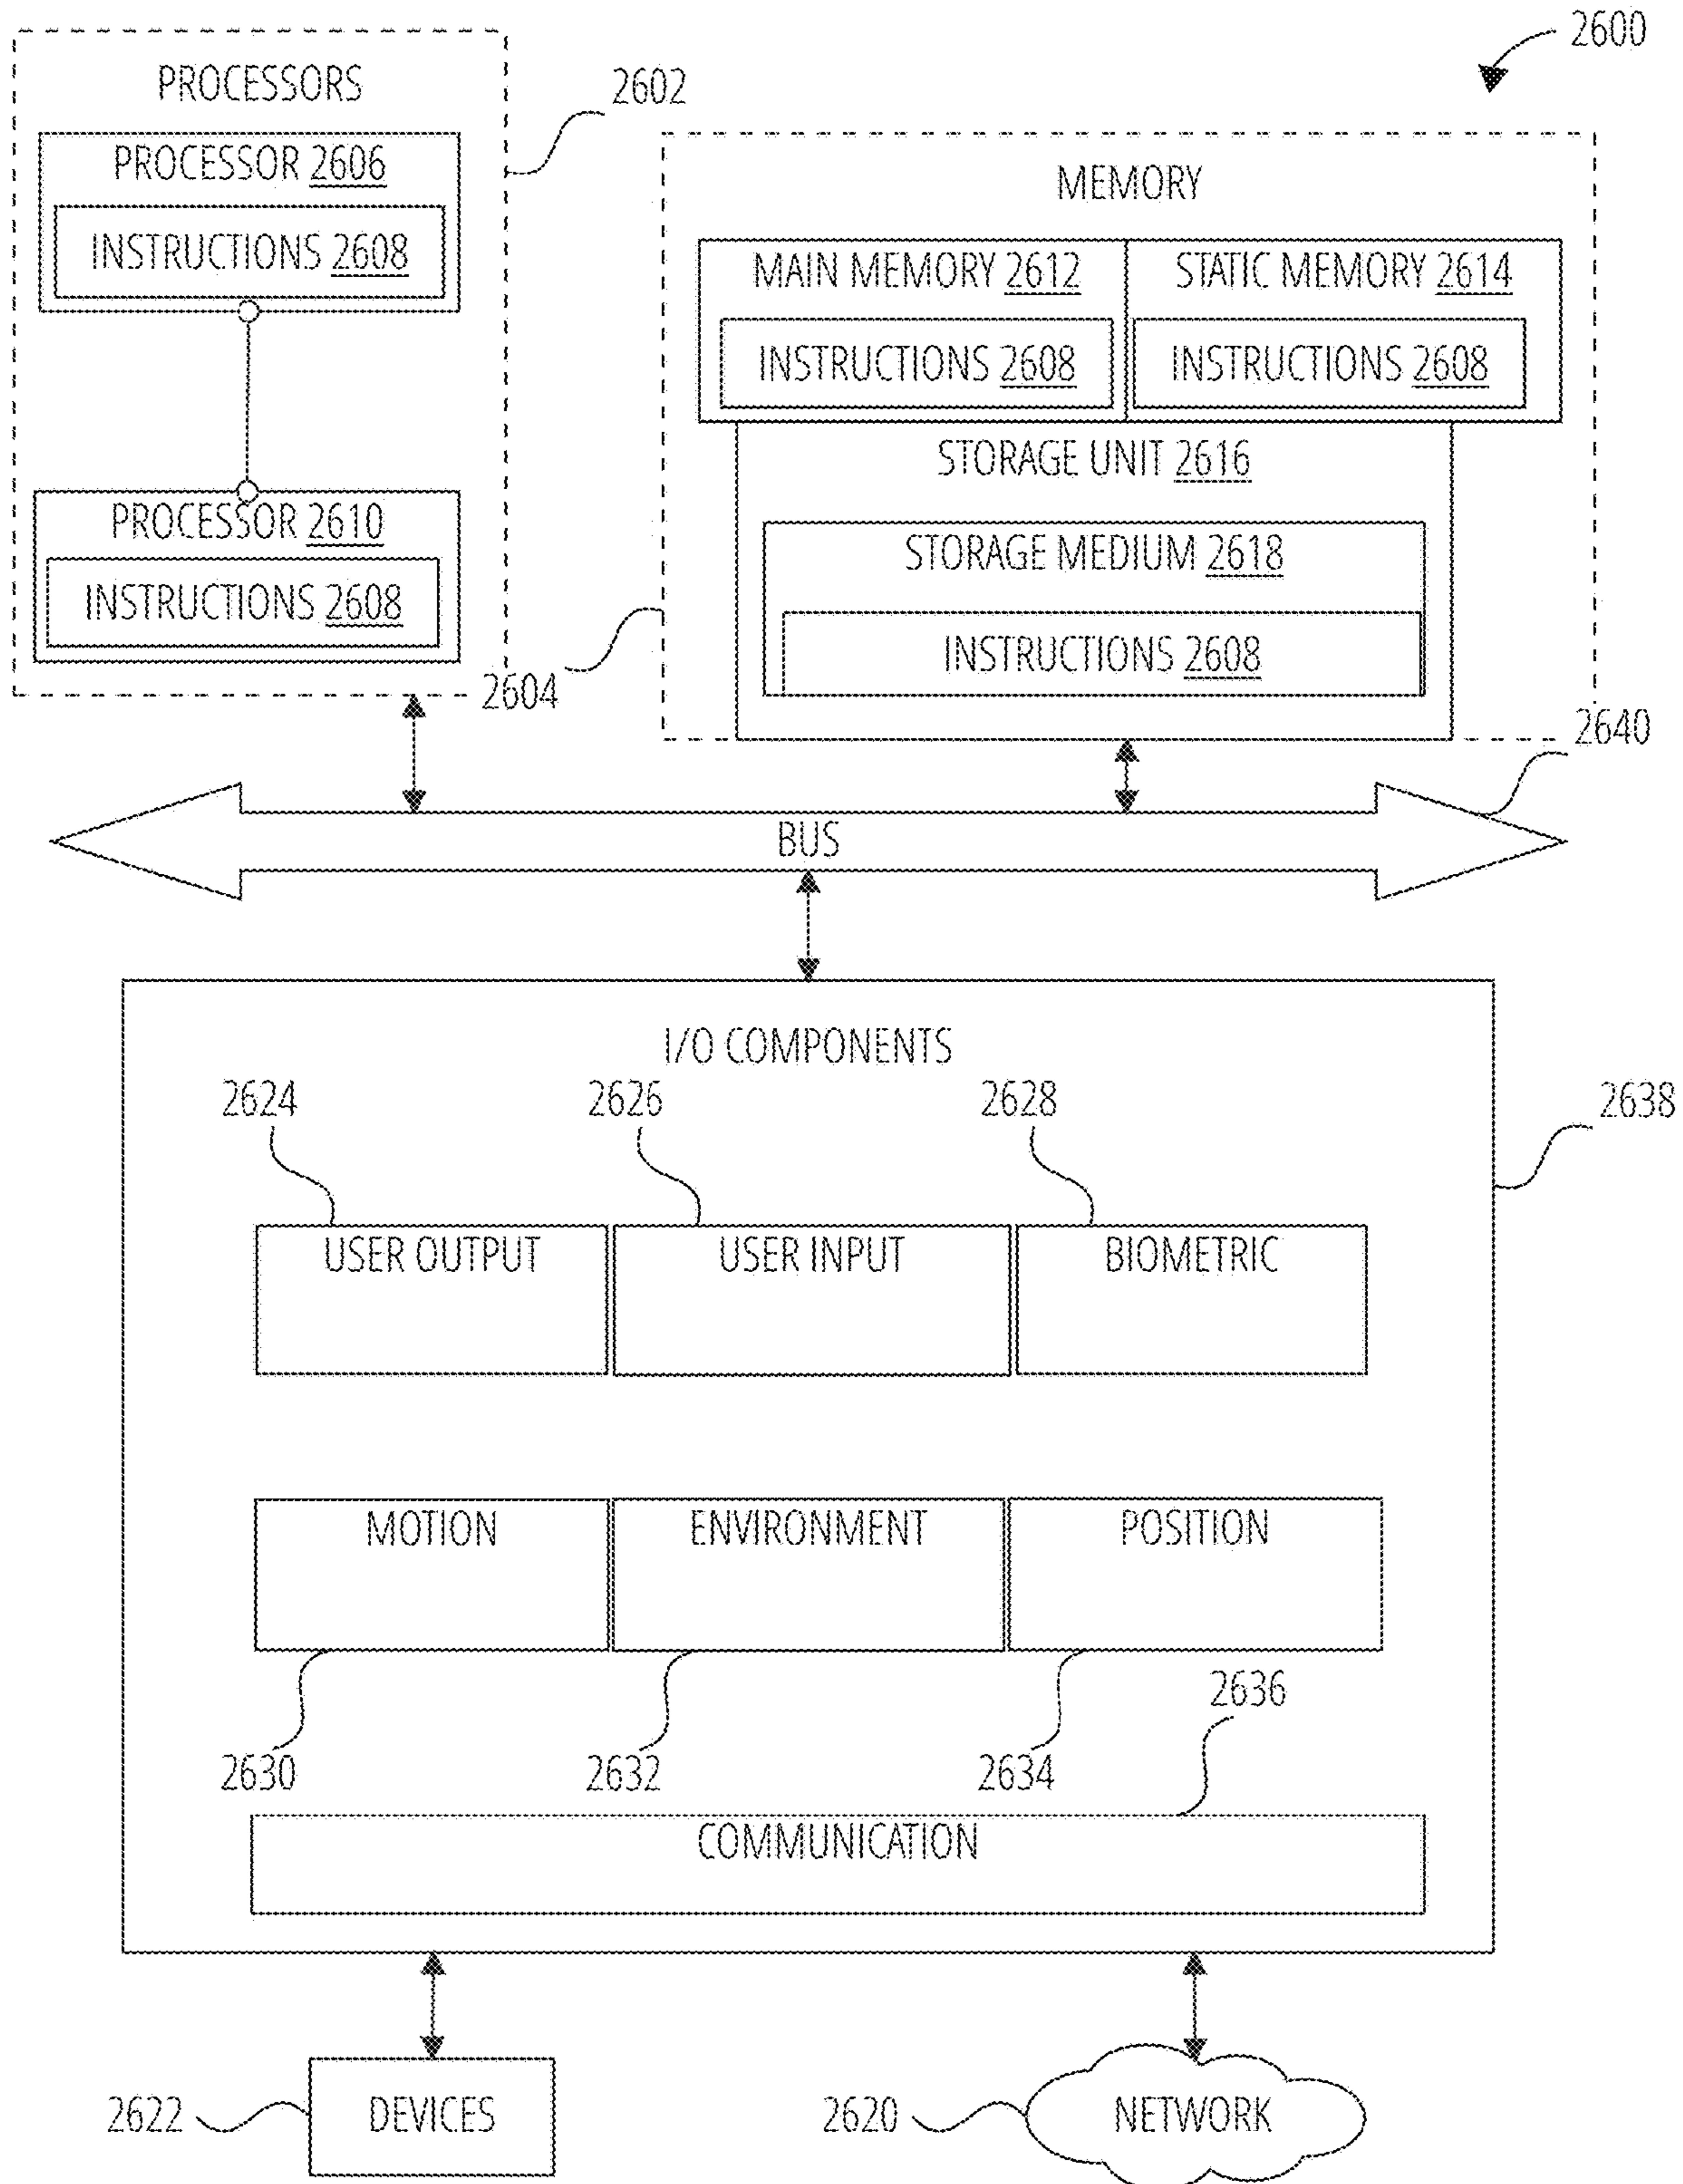 2600
PROCESSORS
2602
PROCESSOR 2606
INSTRUCTIONS 2608
PROCESSOR 2610
INSTRUCTIONS 2608
MEMORY
MAIN MEMORY 2612
STATIC MEMORY 2614
INSTRUCTIONS 2608
INSTRUCTIONS 2608
STORAGE UNIT 2616
STORAGE MEDIUM 2618
INSTRUCTIONS 2608
2604
2640
BUS
I/O COMPONENTS
2624
2626
2628
2638
USER OUTPUT
USER INPUT
BIOMETRIC
MOTION
ENVIRONMENT
POSITION
2636
2630
2632
2634
COMMUNICATION
2622
DEVICES
2620
NETWORK